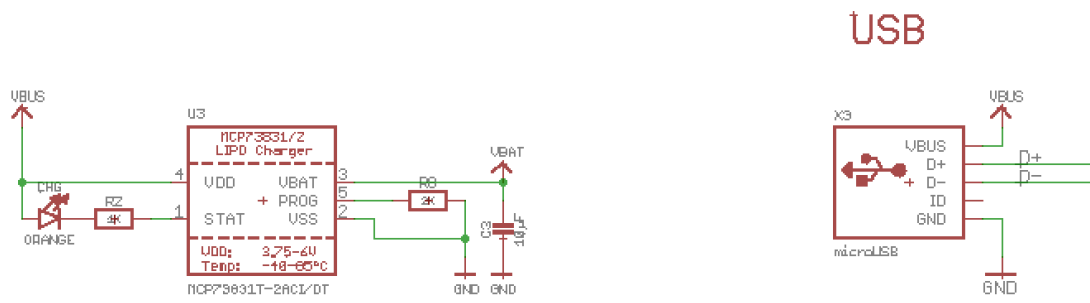 USB
VBUS
U3
MCP73831/2
LIPO Charger
VBAT
4
VDD
VBAT
3
CHG
R2
1K
1
STAT
+
PROG
5
VSS
2
ORANGE
VDD: 3.75-6V
Temp: -40-85°C
MCP73831T-2ACI/OT
2K
C3
10µF
GND
GND
X3
VBUS
VBUS
D+
D+
+
D-
D-
ID
GND
microUSB
GND